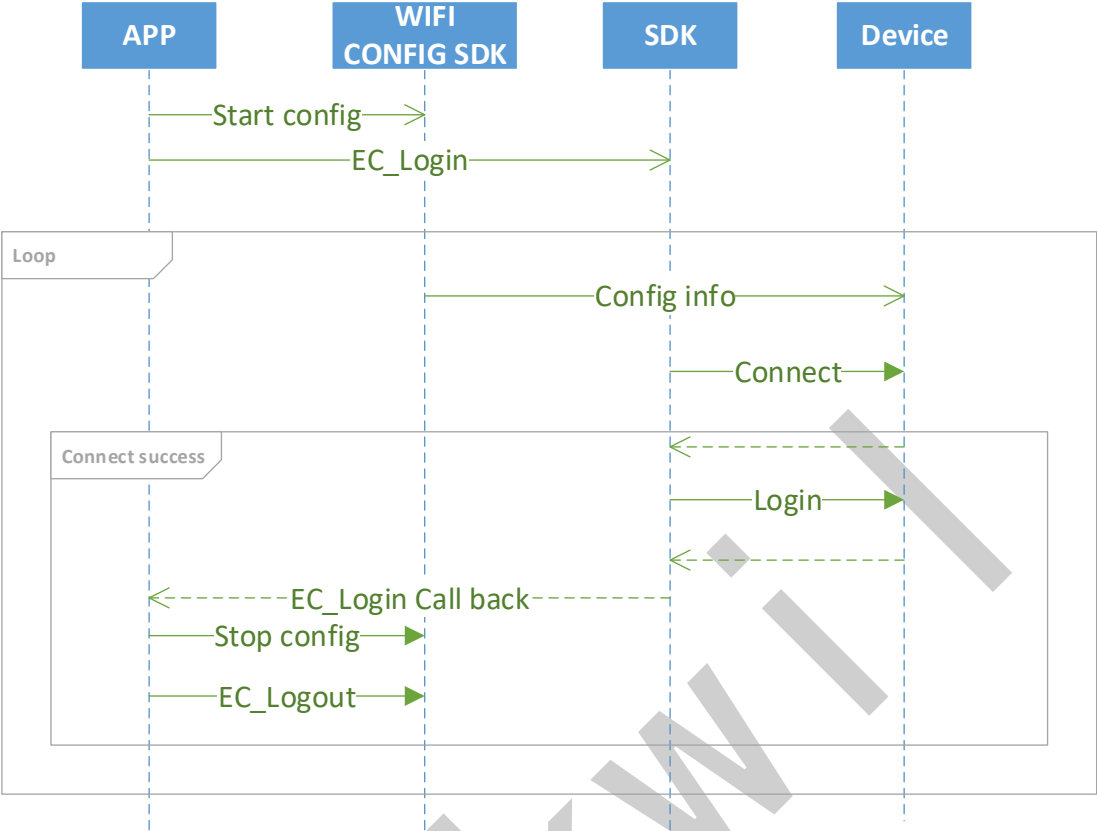 APP
WIFI
CONFIG SDK
SDK
Device
Start config
EC_Login
Loop
Config info
Connect
Connect success
Login
EC_Login Call back
Stop config
EC_Logout